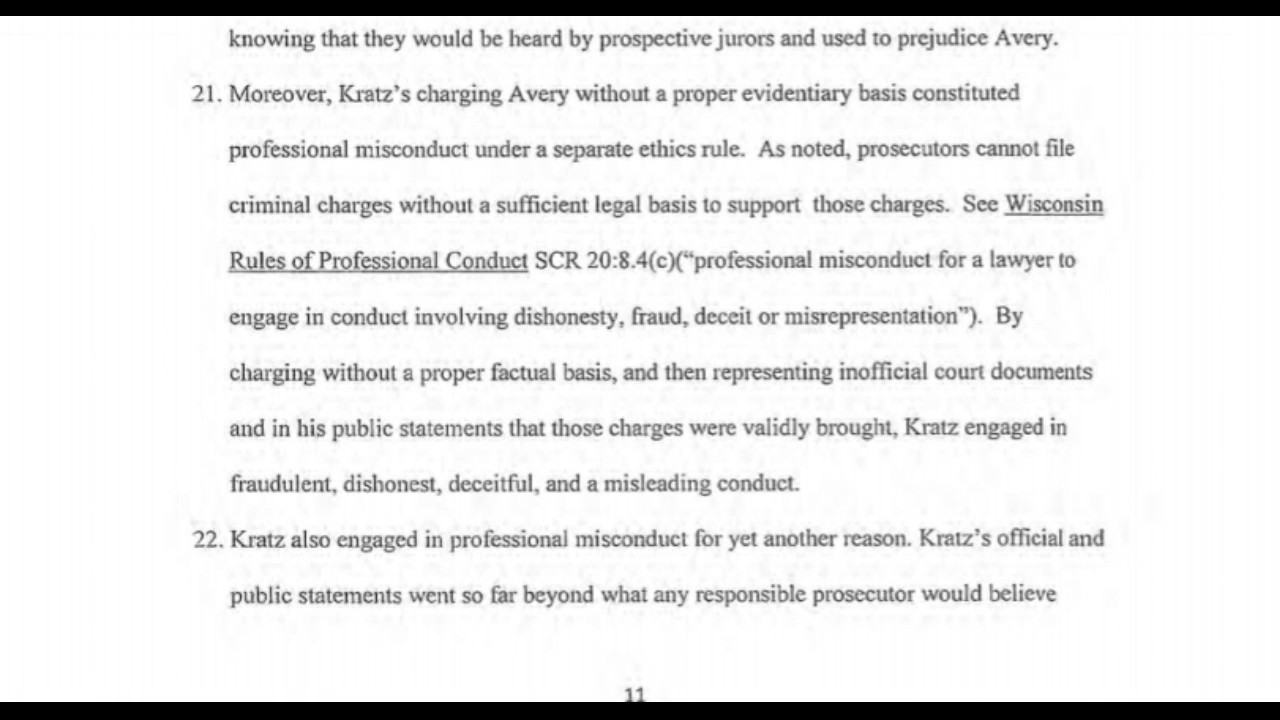 knowing that they would be heard by prospective jurors and used to prejudice Avery.
21. Moreover, Kratz's charging Avery without a proper evidentiary basis constituted
professional misconduct under a separate ethics rule.  As noted, prosecutors cannot file
criminal charges without a sufficient legal basis to support  those charges.  See Wisconsin
Rules of Professional Conduct SCR 20:8.4(c)(“professional misconduct for a lawyer to
engage in conduct involving dishonesty, fraud, deceit or misrepresentation”).  By
charging without a proper factual basis, and then representing inofficial court documents
and in his public statements that those charges were validly brought, Kratz engaged in
fraudulent, dishonest, deceitful, and a misleading conduct.
22. Kratz also engaged in professional misconduct for yet another reason. Kratz's official and
public statements went so far beyond what any responsible prosecutor would believe
11